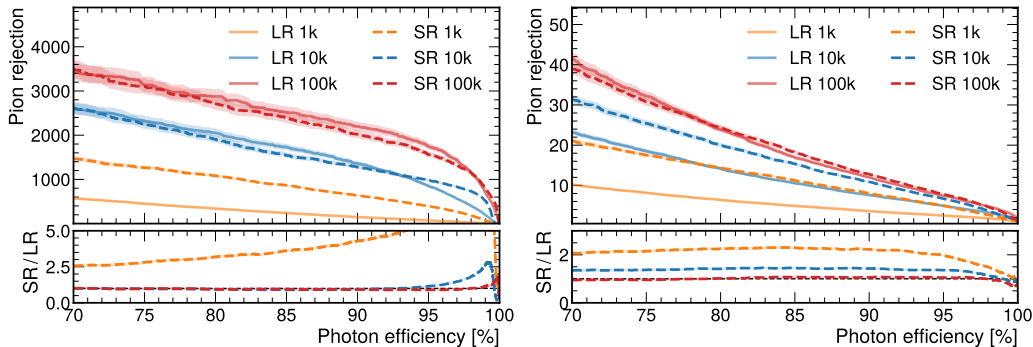 Pion rejection
4000
3000
2000
1000
LR 1k
LR 10k
LR 100k
SR 1k
SR 10k
SR 100k
SR / LR
5.0
2.5
0.0
70 75 80 85 90 95 100
Photon efficiency [%]
Pion rejection
50
40
30
20
10
LR 1k
LR 10k
LR 100k
SR 1k
SR 10k
SR 100k
SR / LR
2
0
70 75 80 85 90 95 100
Photon efficiency [%]